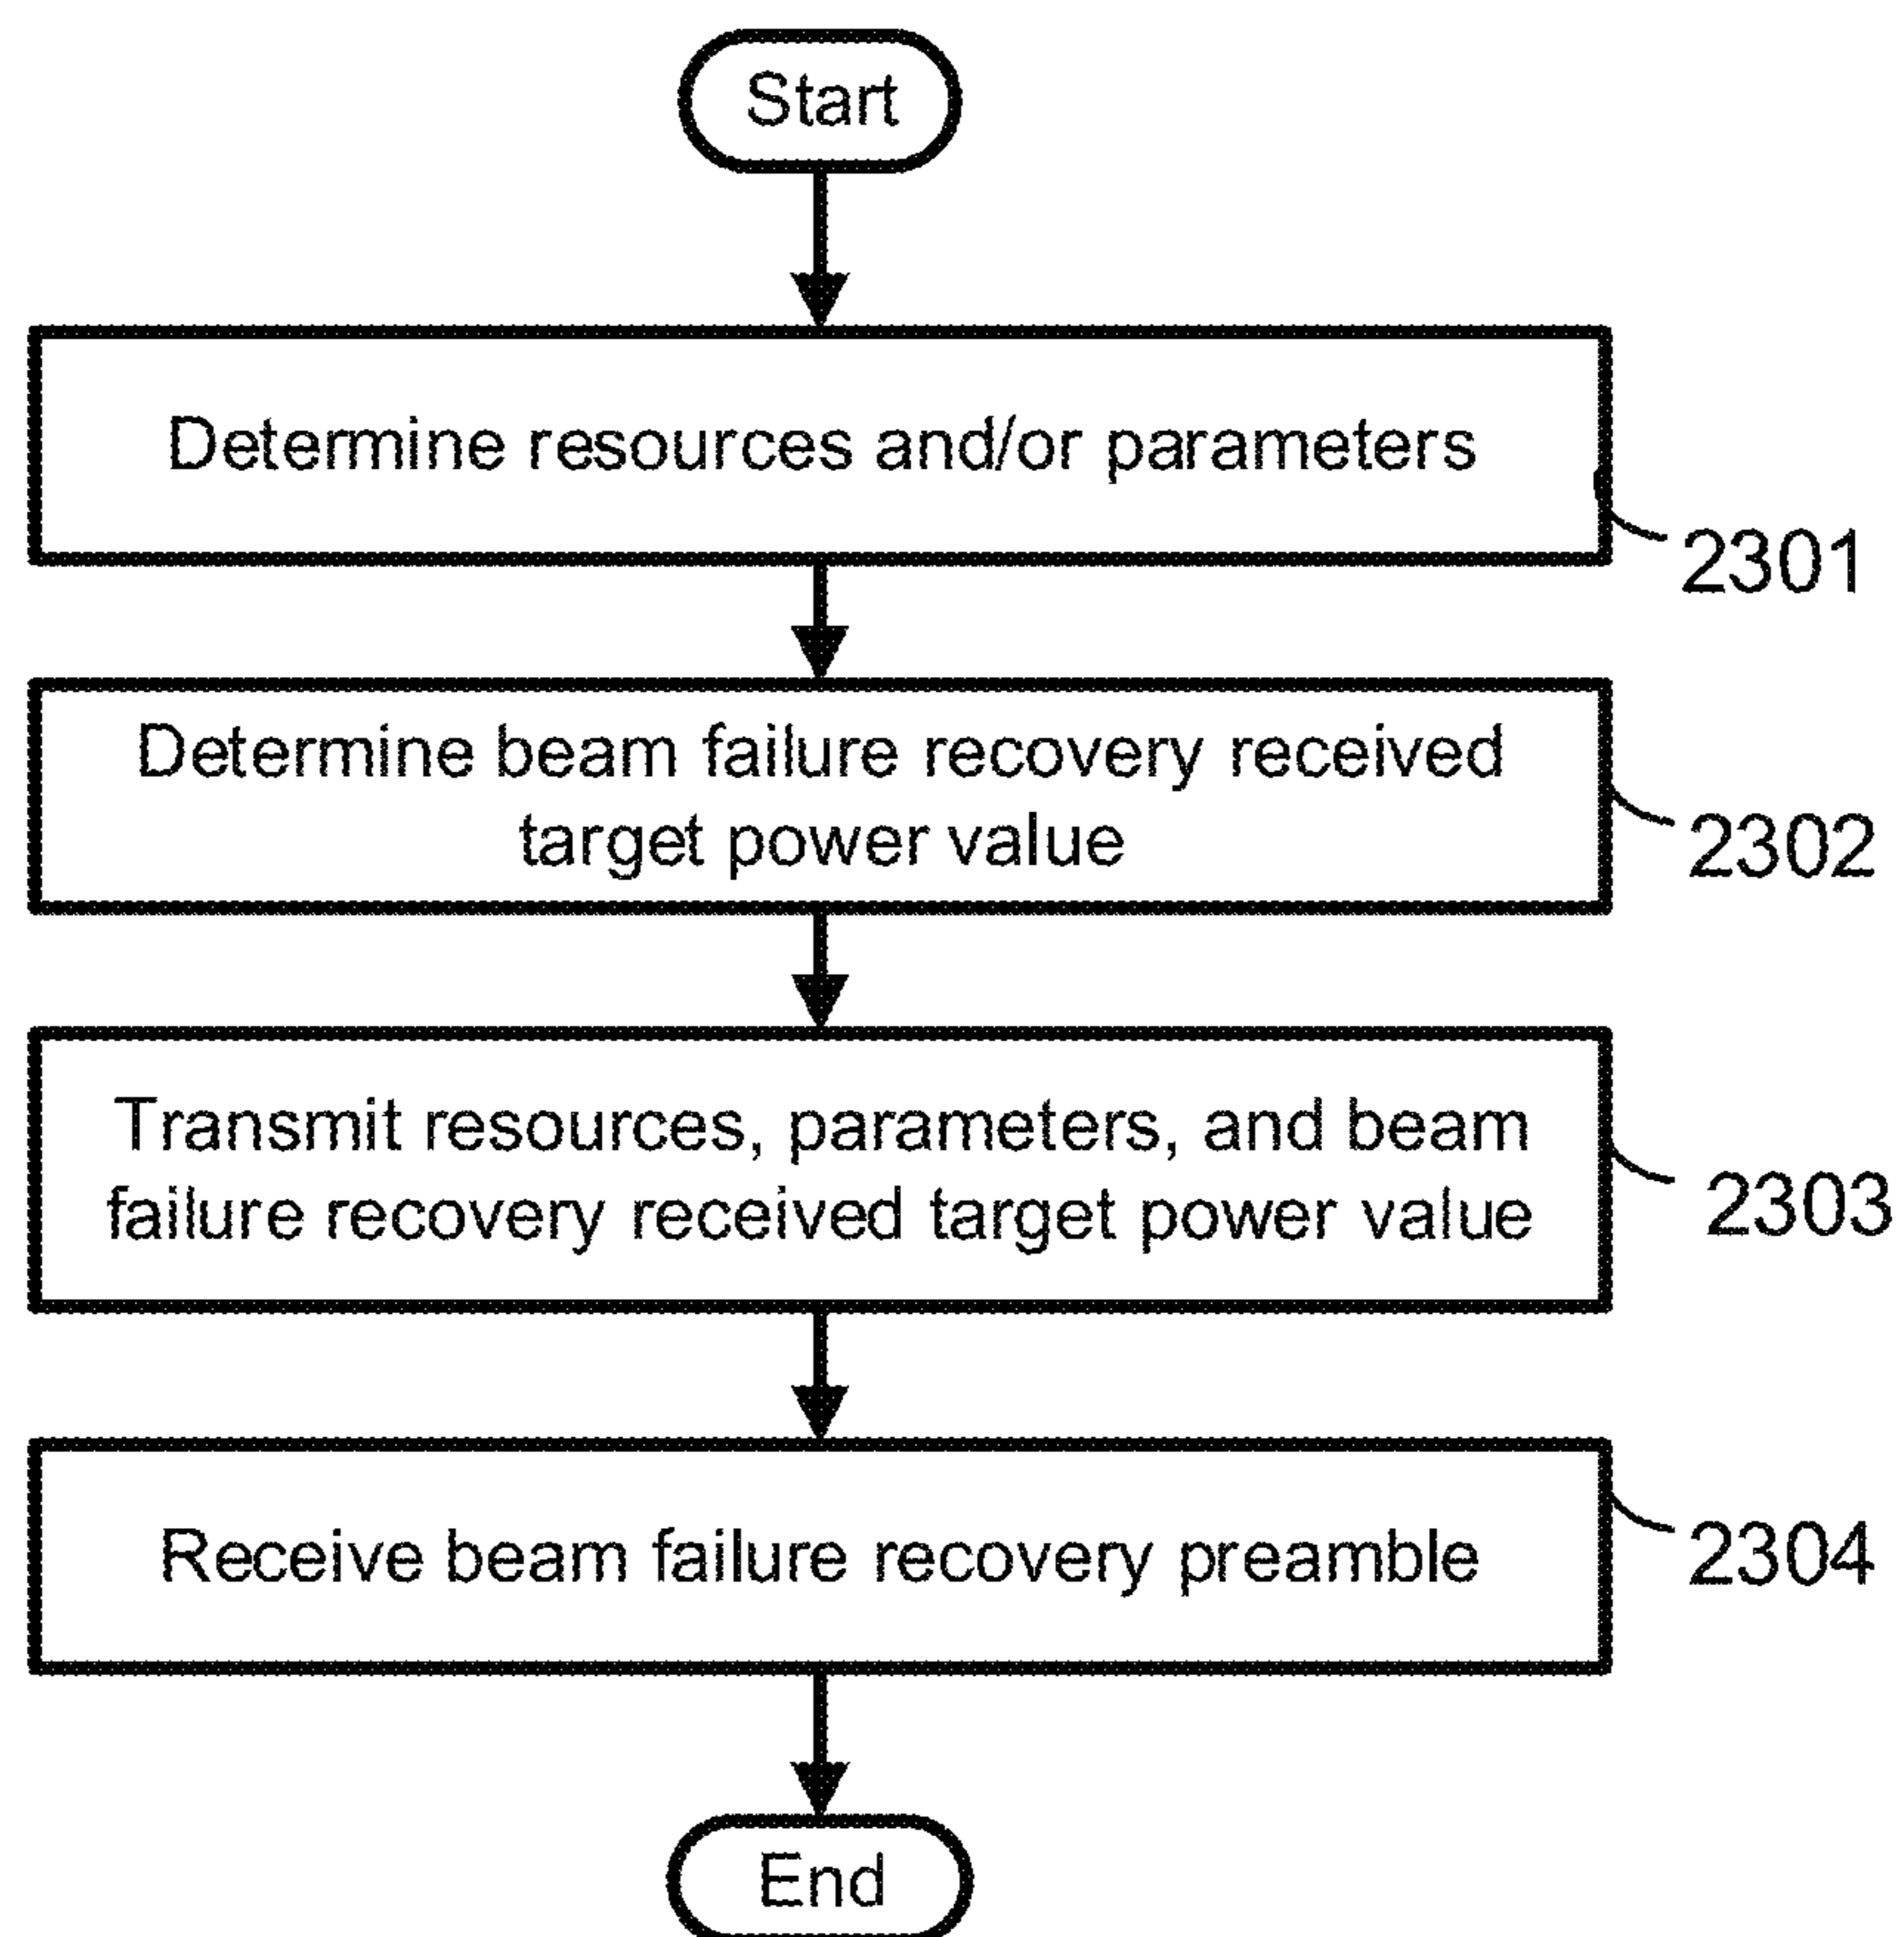 Start
Determine resources and/or parameters
2301
Determine beam failure recovery received
target power value
2302
Transmit resources, parameters, and beam
failure recovery received target power value
2303
Receive beam failure recovery preamble
2304
End